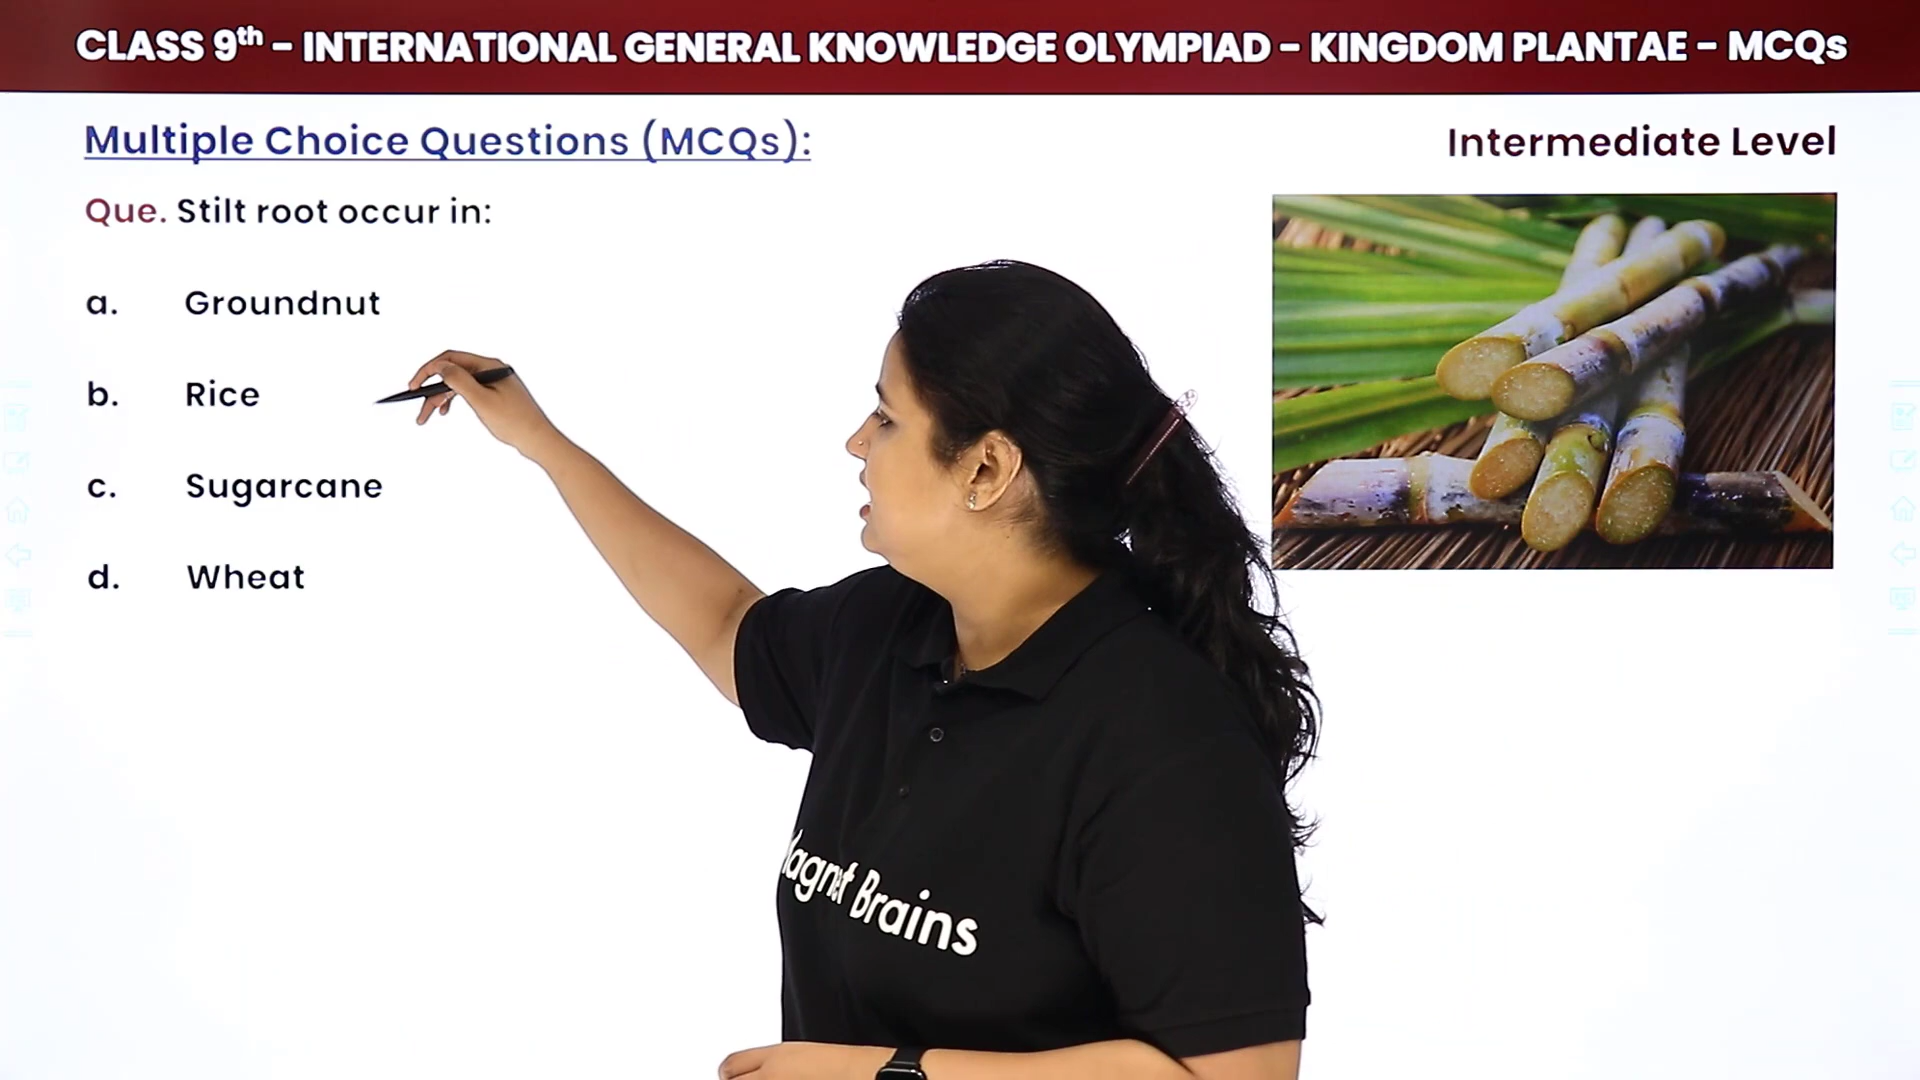 CLASS 9th – INTERNATIONAL GENERAL KNOWLEDGE OLYMPIAD – KINGDOM PLANTAE – MCQs
Multiple Choice Questions (MCQs):
Intermediate Level
Que. Stilt root occur in:
a. Groundnut
b. Rice
c. Sugarcane
d. Wheat
Magnet Brains